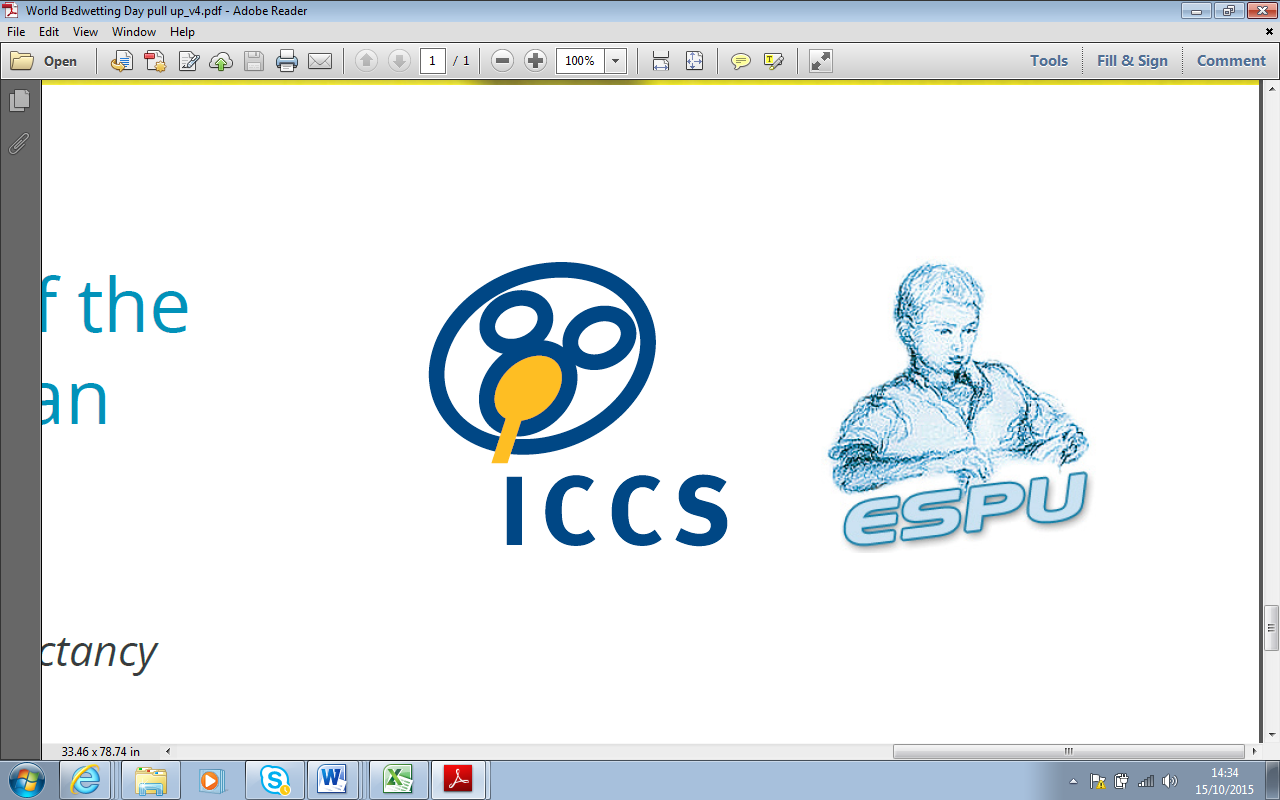 World Bedwetting Day pull up_v4.pdf - Adobe Reader
File Edit View Window Help
Open 1 / 1 100% Tools Fill & Sign Comment
f the
an
ICCS
ESPU
ctancy
33.46 x 78.74 in
14:34
15/10/2015